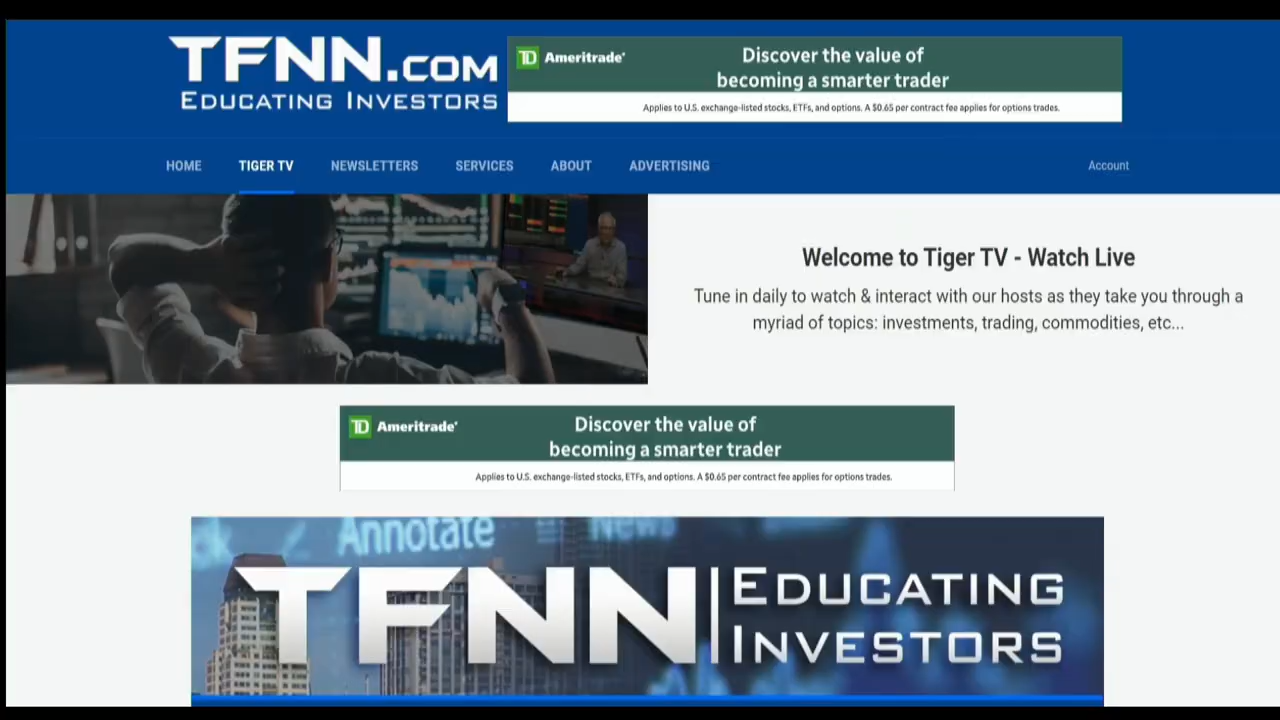 TFNN.COM
EDUCATING INVESTORS
TD Ameritrade®
Discover the value of
becoming a smarter trader
Applies to U.S. exchange-listed stocks, ETFs, and options. A $0.65 per contract fee applies for options trades.
HOME TIGER TV NEWSLETTERS SERVICES ABOUT ADVERTISING Account
Welcome to Tiger TV - Watch Live
Tune in daily to watch & interact with our hosts as they take you through a
myriad of topics: investments, trading, commodities, etc...
TD Ameritrade®
Discover the value of
becoming a smarter trader
Applies to U.S. exchange-listed stocks, ETFs, and options. A $0.65 per contract fee applies for options trades.
Annotate News
TFNN | EDUCATING
INVESTORS